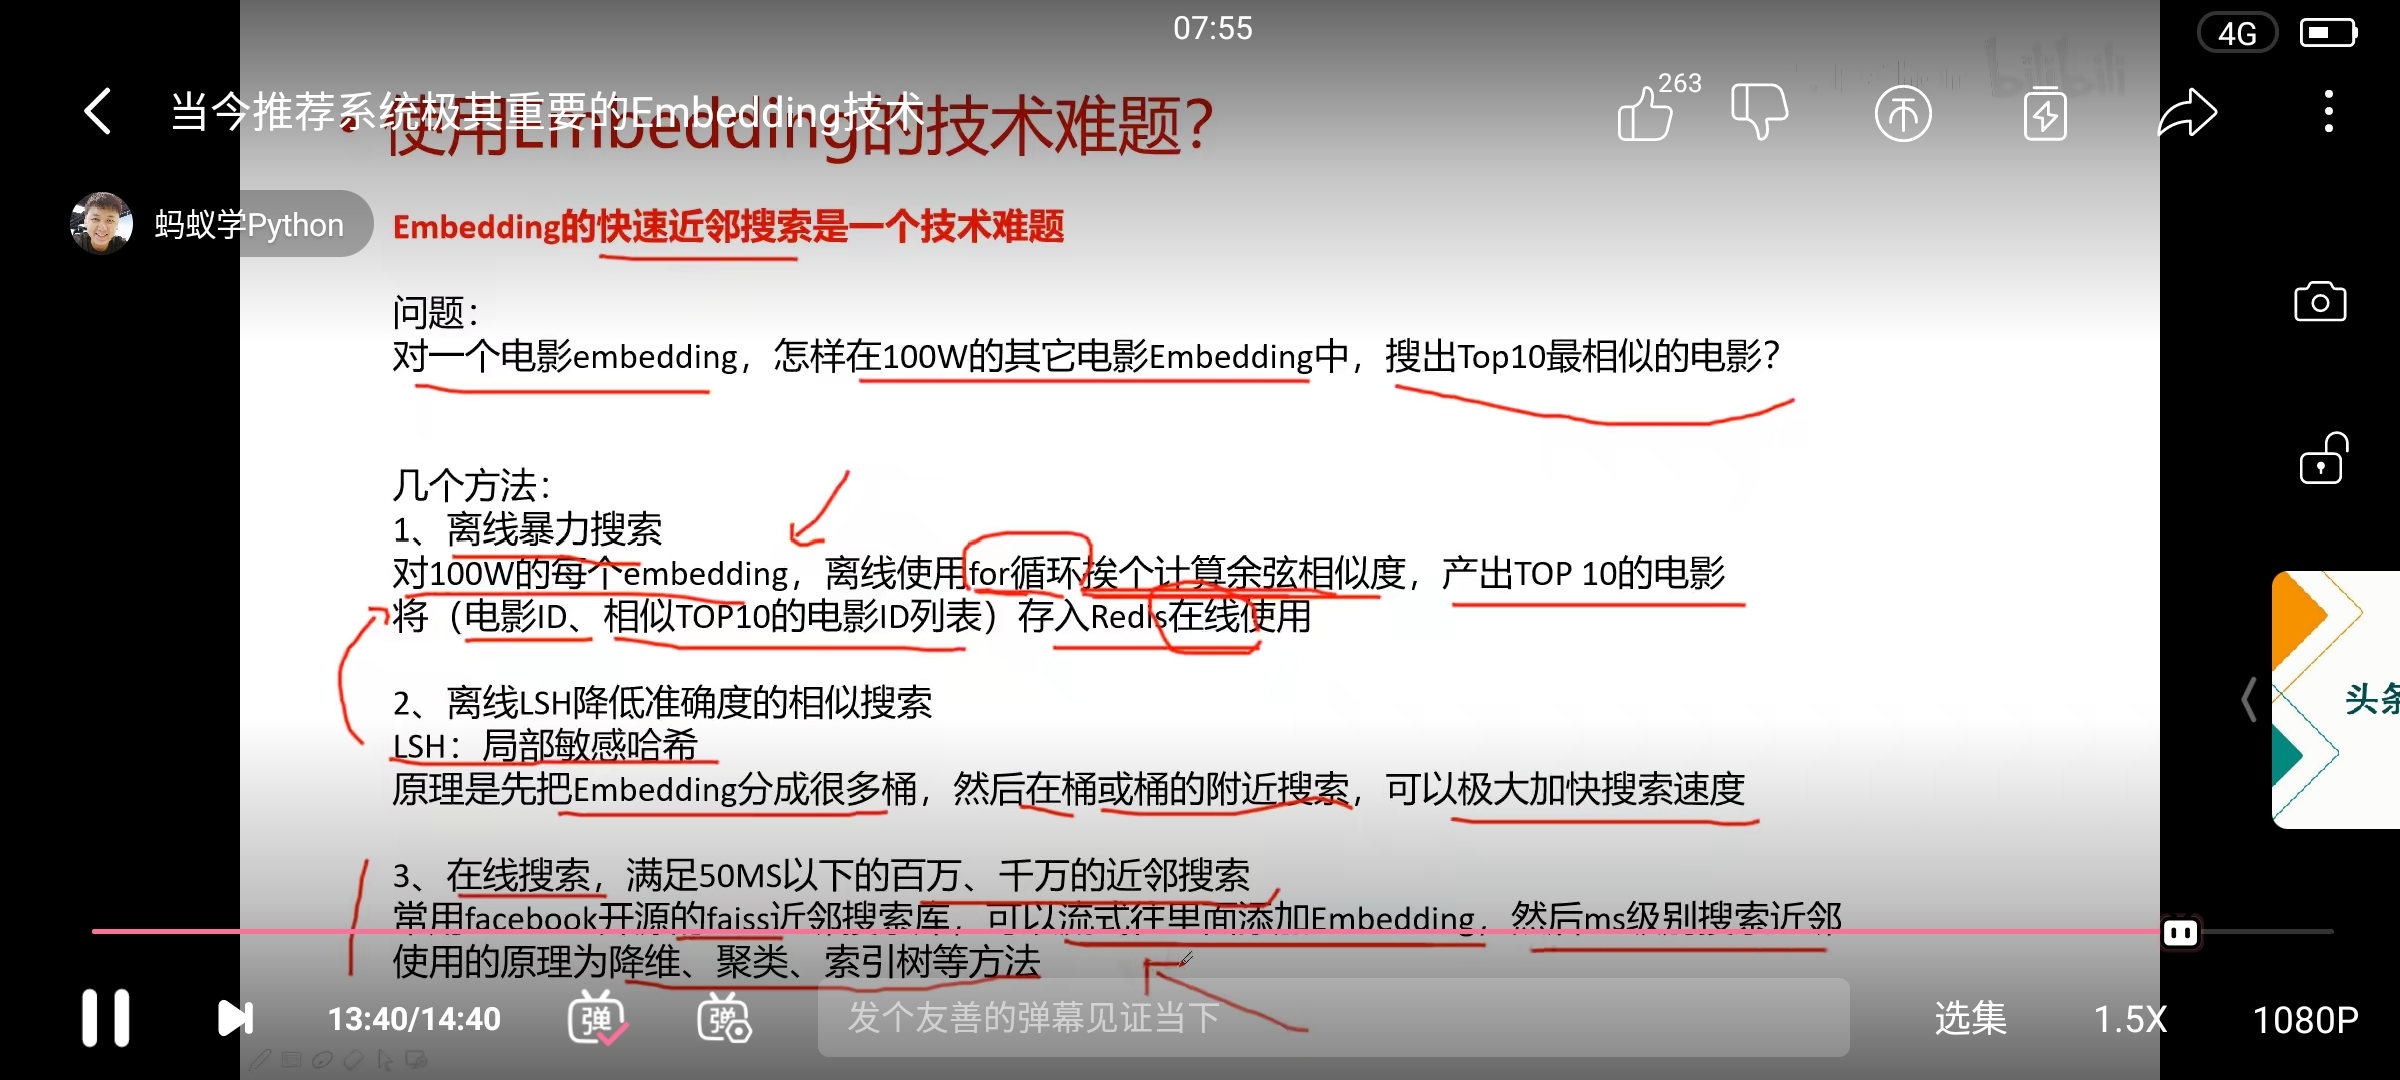 07:55
4G
当今推荐系统极其重要的Embedding技术
使用Embedding的技术难题？
263
bilibili
蚂蚁学Python
Embedding的快速近邻搜索是一个技术难题
问题：
对一个电影embedding，怎样在100W的其它电影Embedding中，搜出Top10最相似的电影？
几个方法：
1、离线暴力搜索
对100W的每个embedding，离线使用for循环挨个计算余弦相似度，产出TOP 10的电影
将（电影ID、相似TOP10的电影ID列表）存入Redis在线使用
2、离线LSH降低准确度的相似搜索
LSH：局部敏感哈希
原理是先把Embedding分成很多桶，然后在桶或桶的附近搜索，可以极大加快搜索速度
头条
3、在线搜索，满足50MS以下的百万、千万的近邻搜索
常用facebook开源的faiss近邻搜索库，可以流式往里面添加Embedding，然后ms级别搜索近邻
使用的原理为降维、聚类、索引树等方法
13:40/14:40
弹
弹
发个友善的弹幕见证当下
选集
1.5X
1080P